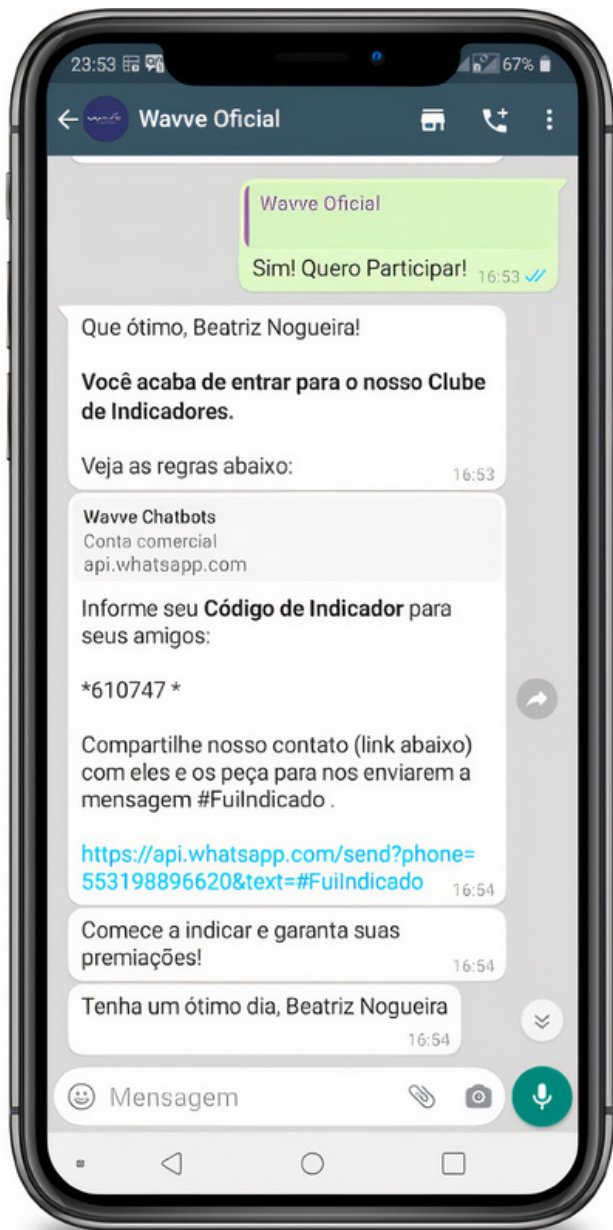 23:53
67%
Wavve Oficial
Wavve Oficial
Sim! Quero Participar! 16:53
Que ótimo, Beatriz Nogueira!
Você acaba de entrar para o nosso Clube
de Indicadores.
Veja as regras abaixo:
16:53
Wavve Chatbots
Conta comercial
api.whatsapp.com
Informe seu Código de Indicador para
seus amigos:
*610747 *
Compartilhe nosso contato (link abaixo)
com eles e os peça para nos enviarem a
mensagem #FuiIndicado .
https://api.whatsapp.com/send?phone=
553198896620&text=#FuiIndicado 16:54
Comece a indicar e garanta suas
premiações!
16:54
Tenha um ótimo dia, Beatriz Nogueira
16:54
Mensagem